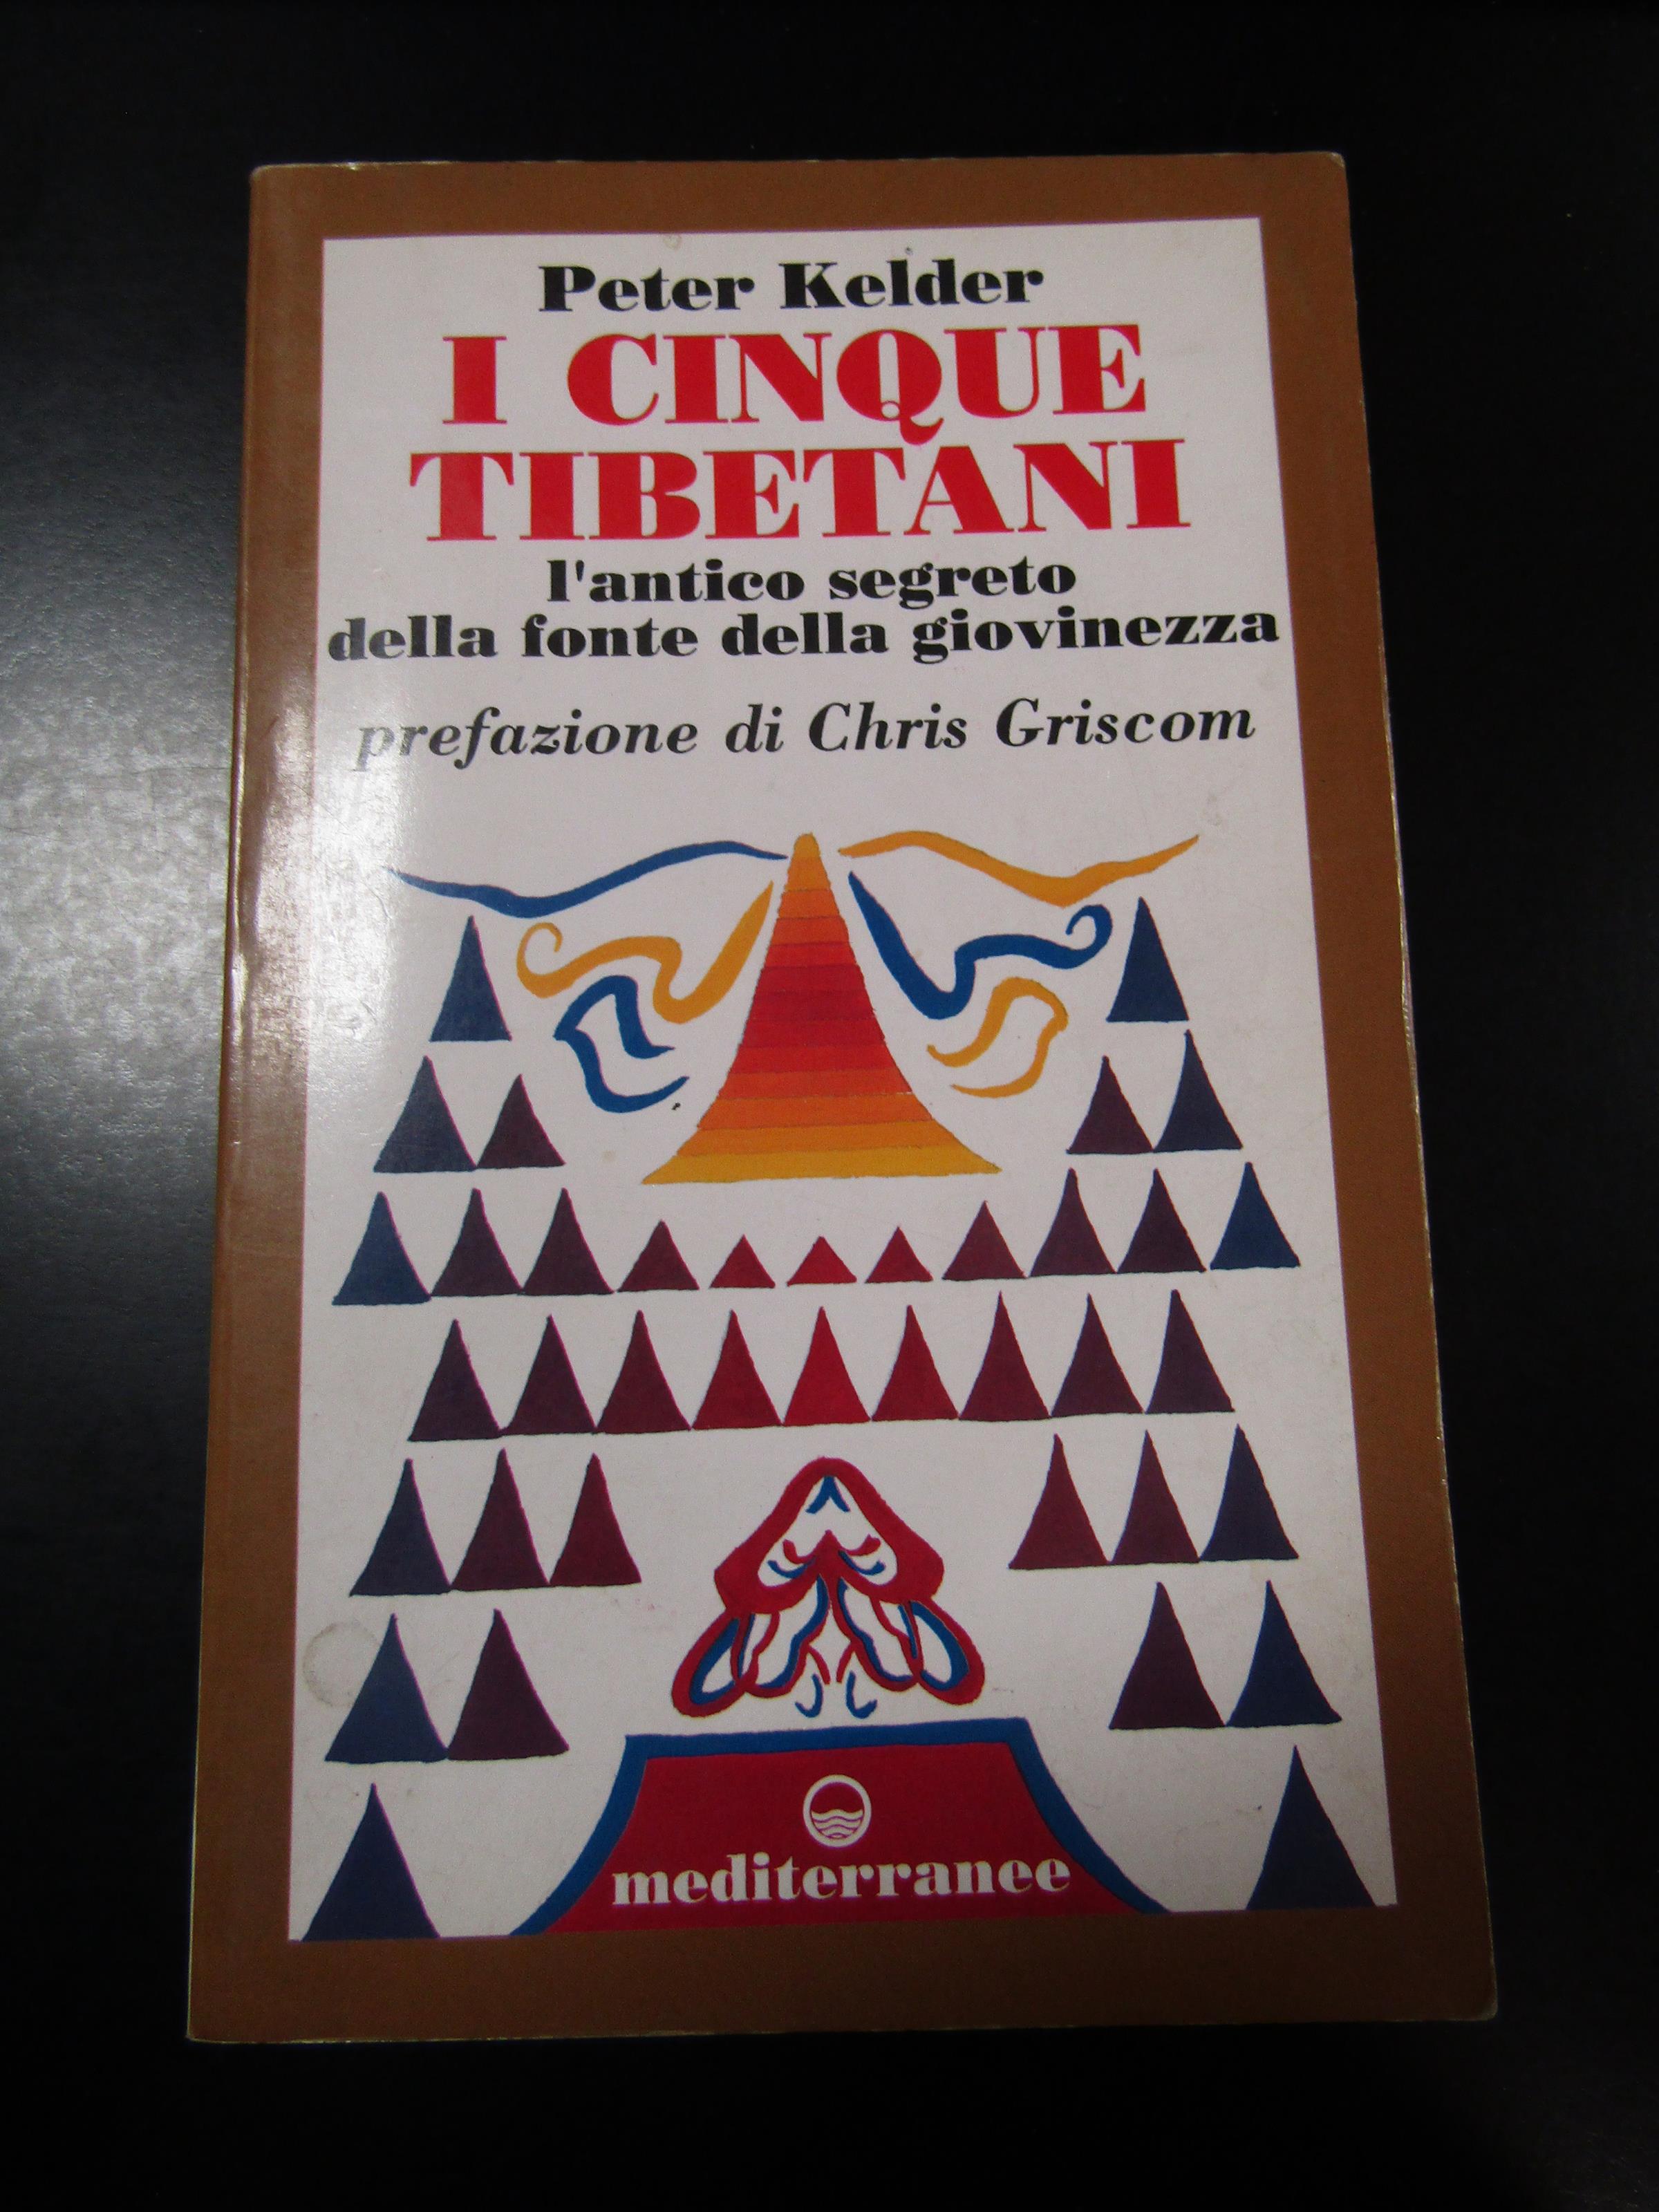 Peter Kelder
I CINQUE
TIBETANI
l'antico segreto
della fonte della giovinezza
prefazione di Chris Griscom
mediterranee